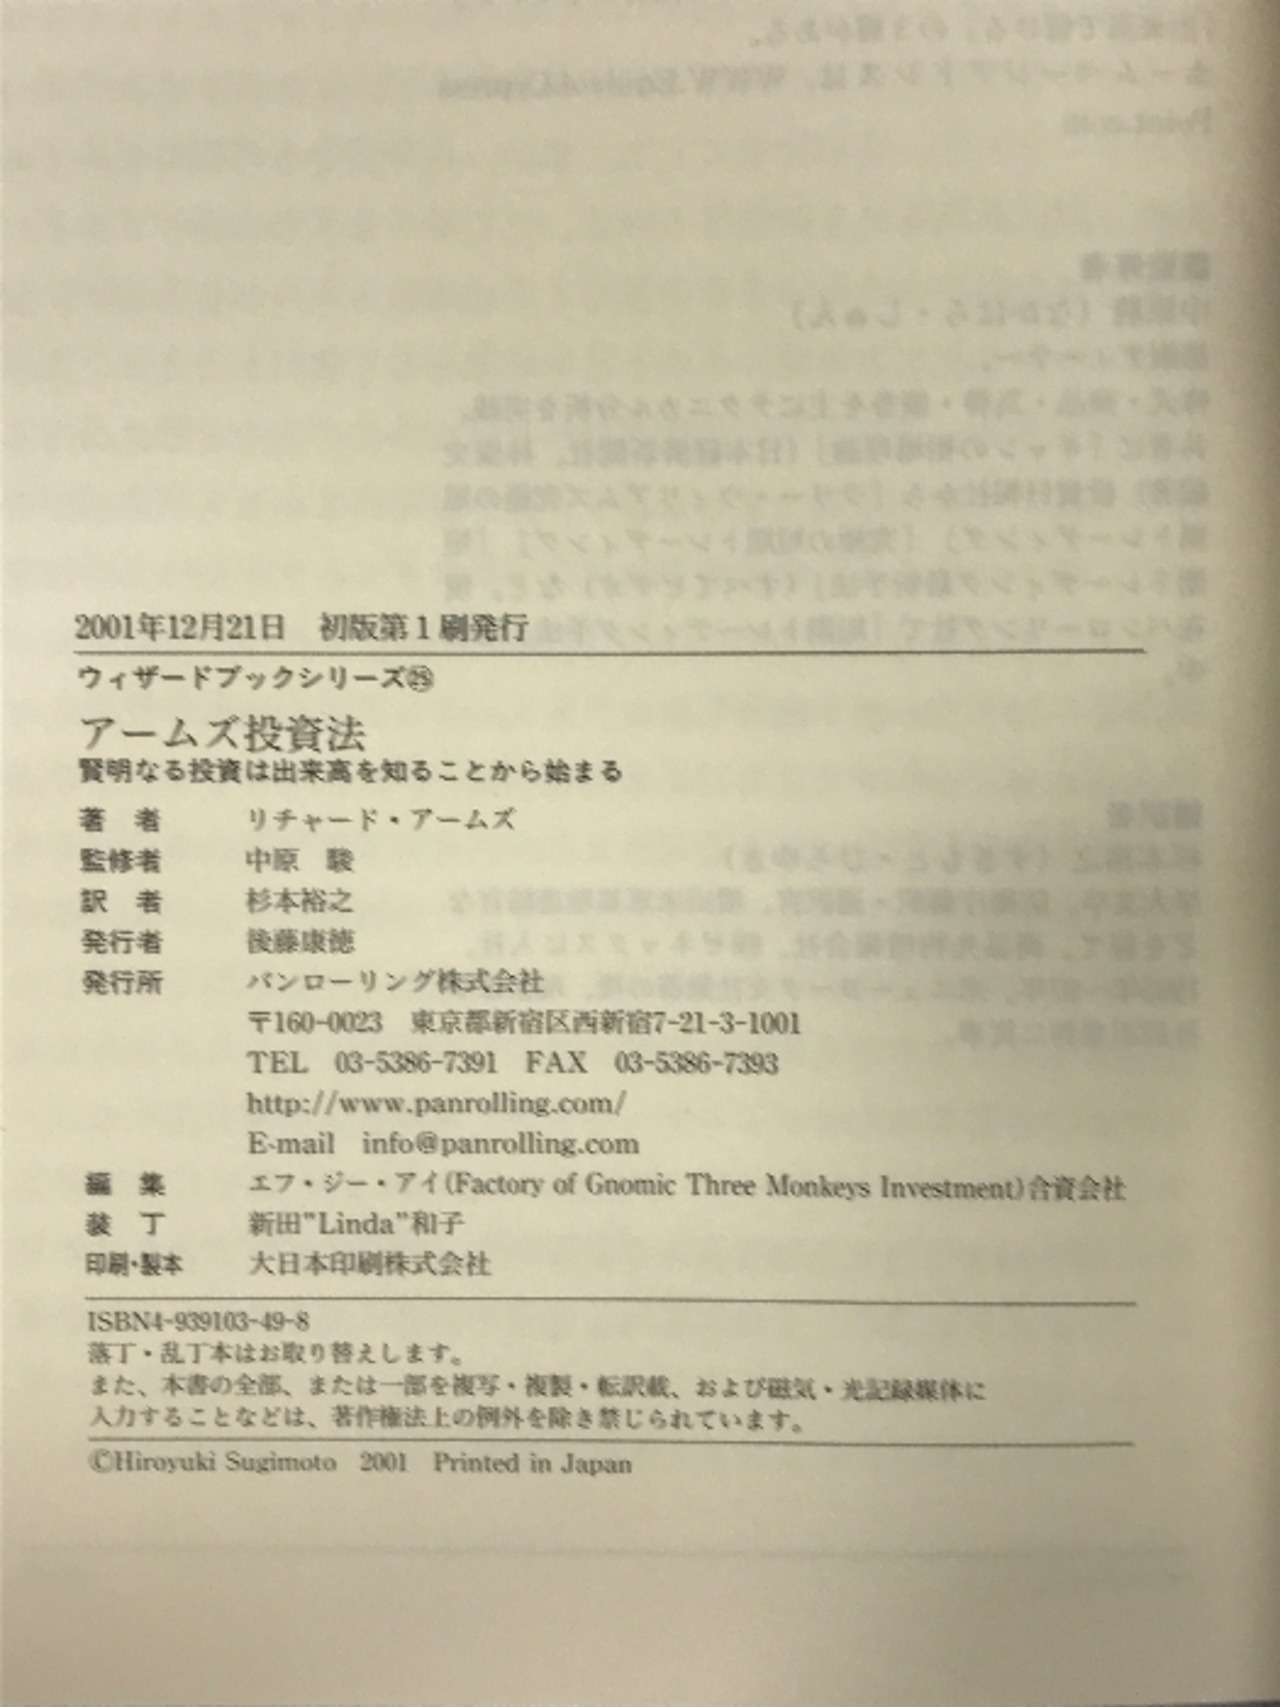 2001年12月21日　初版第1刷発行
ウィザードブックシリーズ㉕
アームズ投資法
賢明なる投資は出来高を知ることから始まる
著　者　リチャード・アームズ
監修者　中原　駿
訳　者　杉本裕之
発行者　後藤康徳
発行所　パンローリング株式会社
〒160-0023　東京都新宿区西新宿7-21-3-1001
TEL　03-5386-7391　FAX　03-5386-7393
http://www.panrolling.com/
E-mail　info@panrolling.com
編　集　エフ・ジー・アイ(Factory of Gnomic Three Monkeys Investment)合資会社
装　丁　新田"Linda"和子
印刷・製本　大日本印刷株式会社
ISBN4-939103-49-8
落丁・乱丁本はお取り替えします。
また、本書の全部、または一部を複写・複製・転訳載、および磁気・光記録媒体に
入力することなどは、著作権法上の例外を除き禁じられています。
©Hiroyuki Sugimoto　2001　Printed in Japan